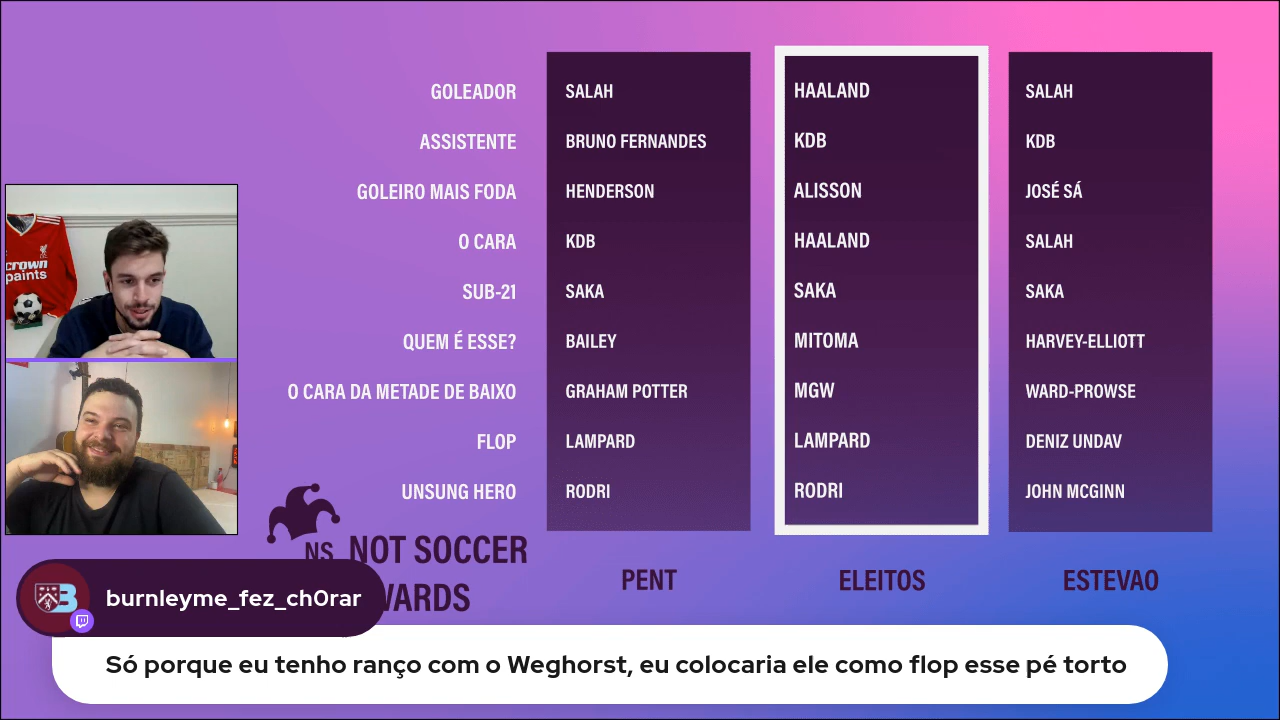 GOLEADOR SALAH HAALAND SALAH
ASSISTENTE BRUNO FERNANDES KDB KDB
GOLEIRO MAIS FODA HENDERSON ALISSON JOSÉ SÁ
O CARA KDB HAALAND SALAH
SUB-21 SAKA SAKA SAKA
QUEM É ESSE? BAILEY MITOMA HARVEY-ELLIOTT
O CARA DA METADE DE BAIXO GRAHAM POTTER MGW WARD-PROWSE
FLOP LAMPARD LAMPARD DENIZ UNDAV
UNSUNG HERO RODRI RODRI JOHN MCGINN
crown
paints
NS NOT SOCCER
WARDS
PENT ELEITOS ESTEVAO
burnleyme_fez_ch0rar
Só porque eu tenho ranço com o Weghorst, eu colocaria ele como flop esse pé torto